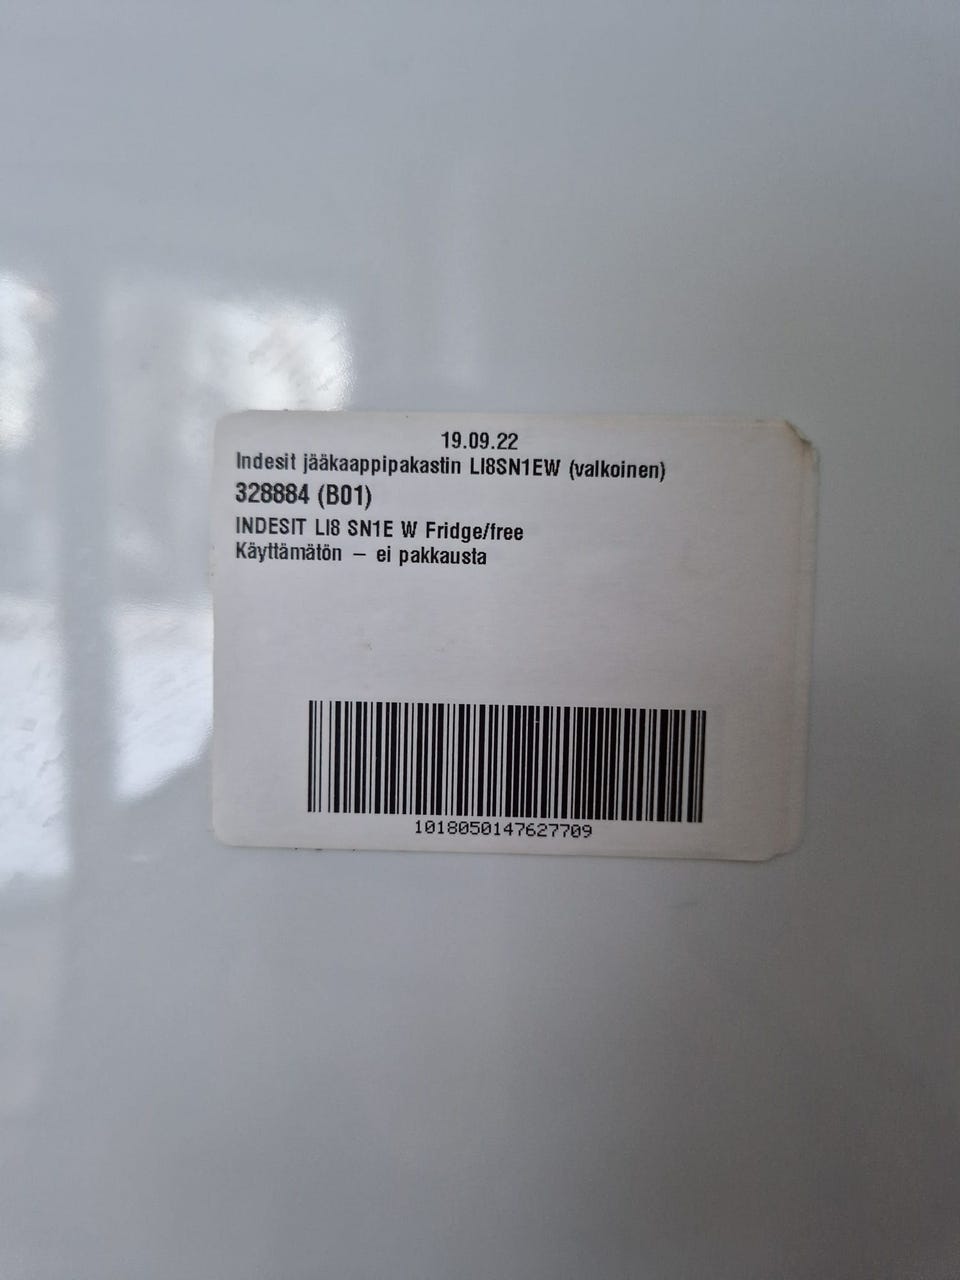 19.09.22
Indesit jääkaappipakastin LI8SN1EW (valkoinen)
328884 (B01)
INDESIT LI8 SN1E W Fridge/free
Käyttämätön – ei pakkausta
1018050147627709